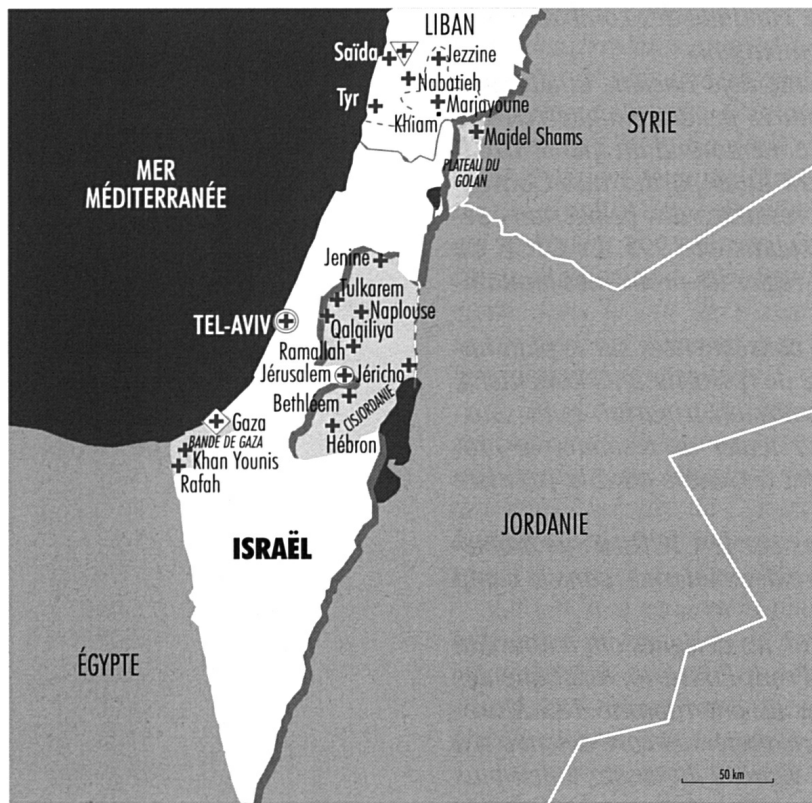 LIBAN
Saïda
Jezzine
Nabatieh
Tyr
Marjayoune
Khiam
Majdel Shams
SYRIE
PLATEAU DU
GOLAN
MER
MÉDITERRANÉE
Jenine
Tulkarem
Naplouse
TEL-AVIV
Qalqiliya
Ramallah
Jérusalem
Jéricho
Bethléem
CISJORDANIE
Gaza
BANDE DE GAZA
Hébron
Khan Younis
Rafah
ISRAËL
JORDANIE
ÉGYPTE
50 km